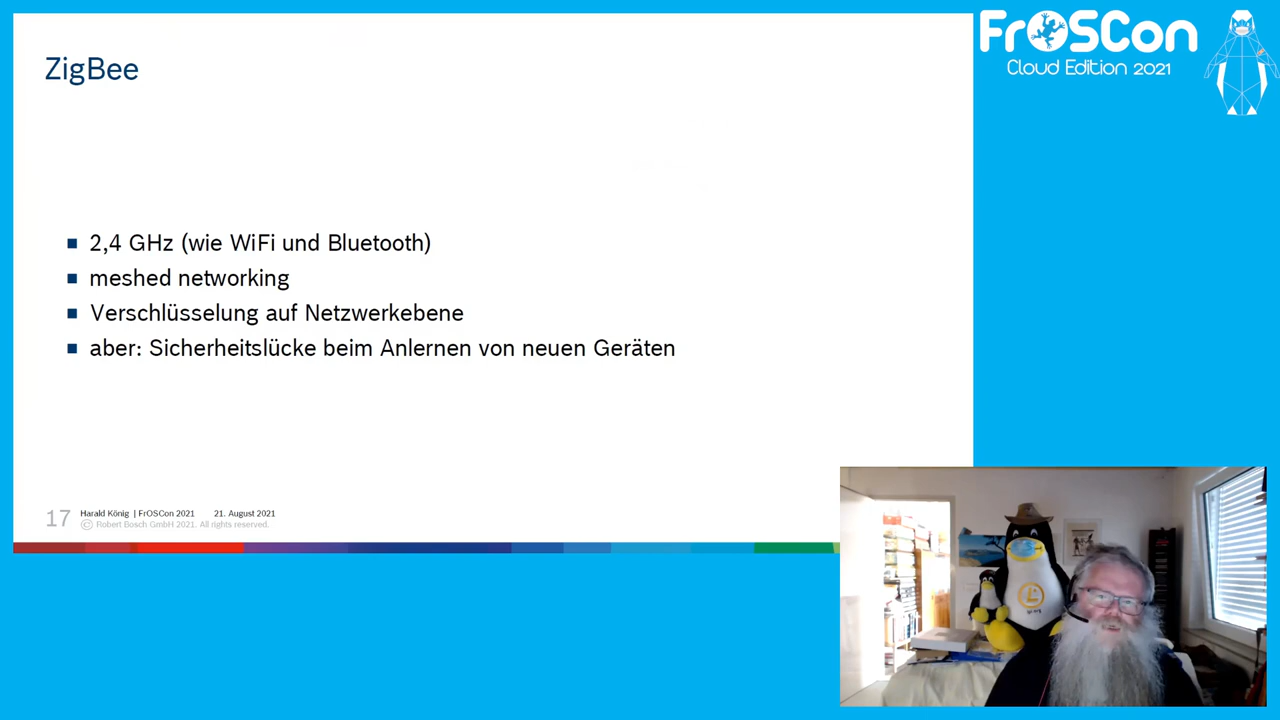 FrOSCon
Cloud Edition 2021
ZigBee
2,4 GHz (wie WiFi und Bluetooth)
meshed networking
Verschlüsselung auf Netzwerkebene
aber: Sicherheitslücke beim Anlernen von neuen Geräten
17 Harald König | FrOSCon 2021 21. August 2021
© Robert Bosch GmbH 2021. All rights reserved.